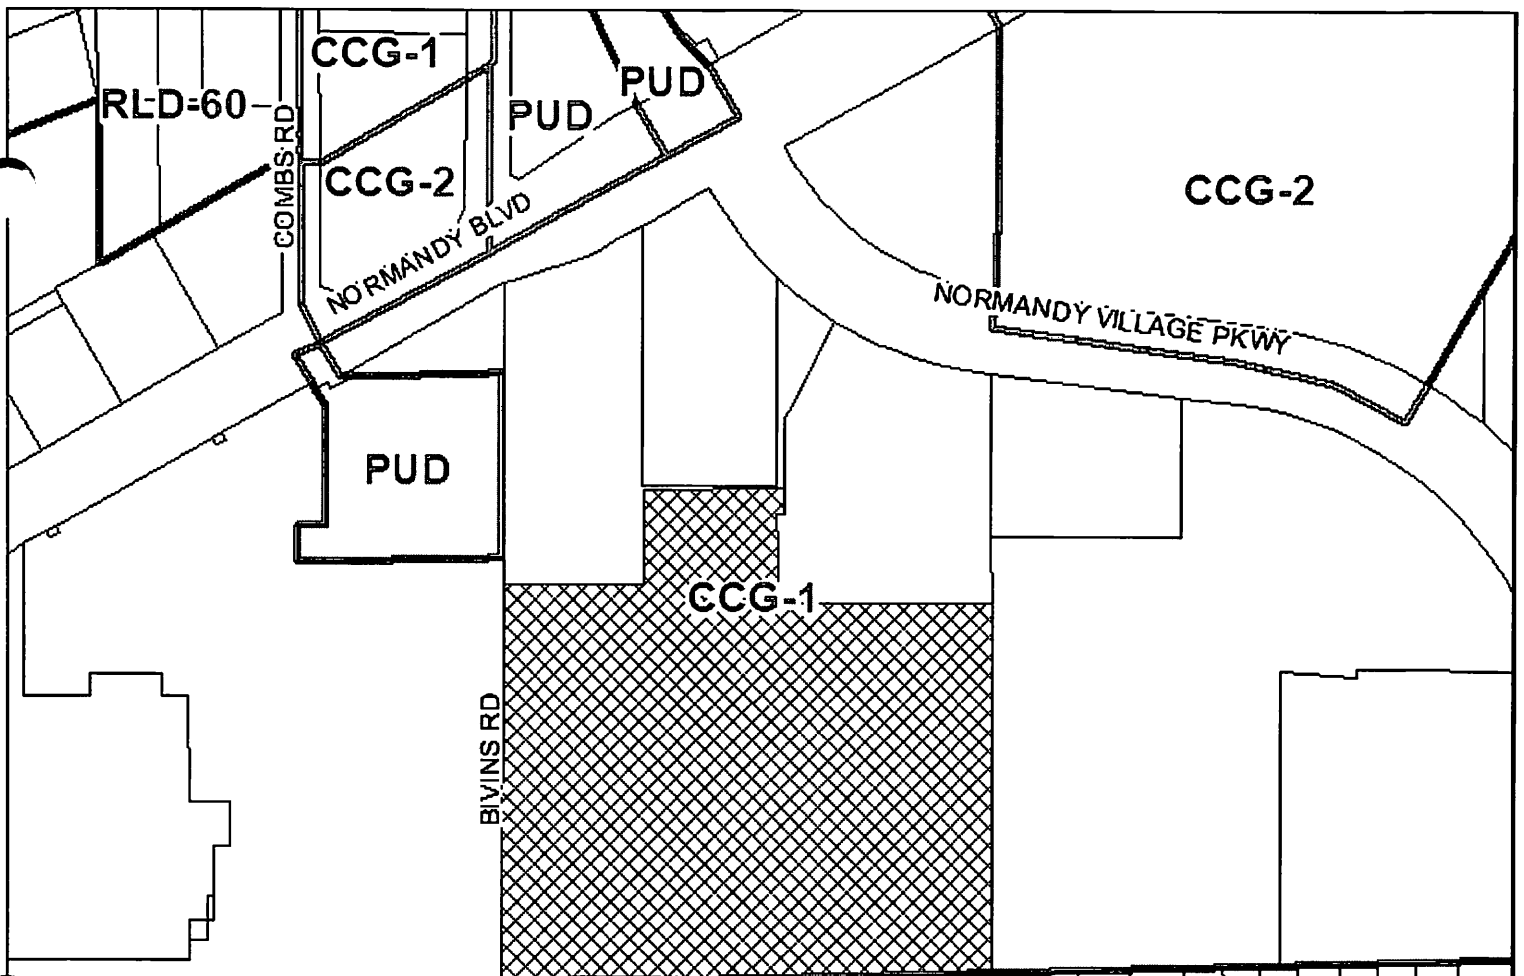 CCG-1
RLD-60
COMBS RD
PUD
PUD
CCG-2
NORMANDY BLVD
CCG-2
NORMANDY VILLAGE PKWY
PUD
CCG-1
BIVINS RD